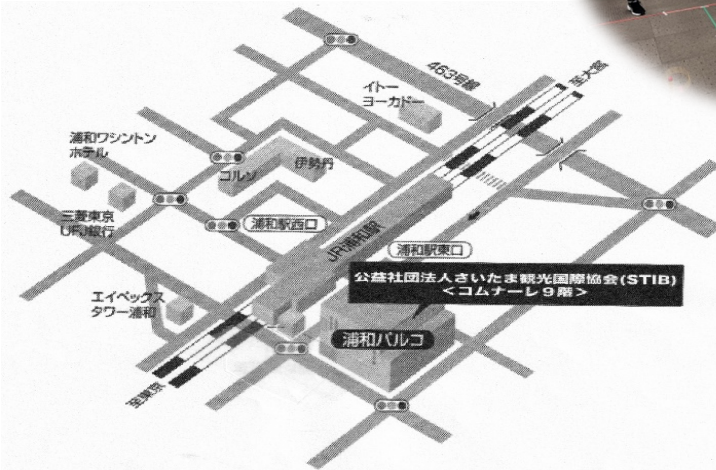 463号線
至大宮
イトー
ヨーカドー
浦和ワシントン
ホテル
コルソ
伊勢丹
三菱東京
UFJ銀行
浦和駅西口
JR浦和駅
浦和駅東口
公益社団法人さいたま観光国際協会(STIB)
<コムナーレ9階>
エイペックス
タワー浦和
浦和パルコ
至東京